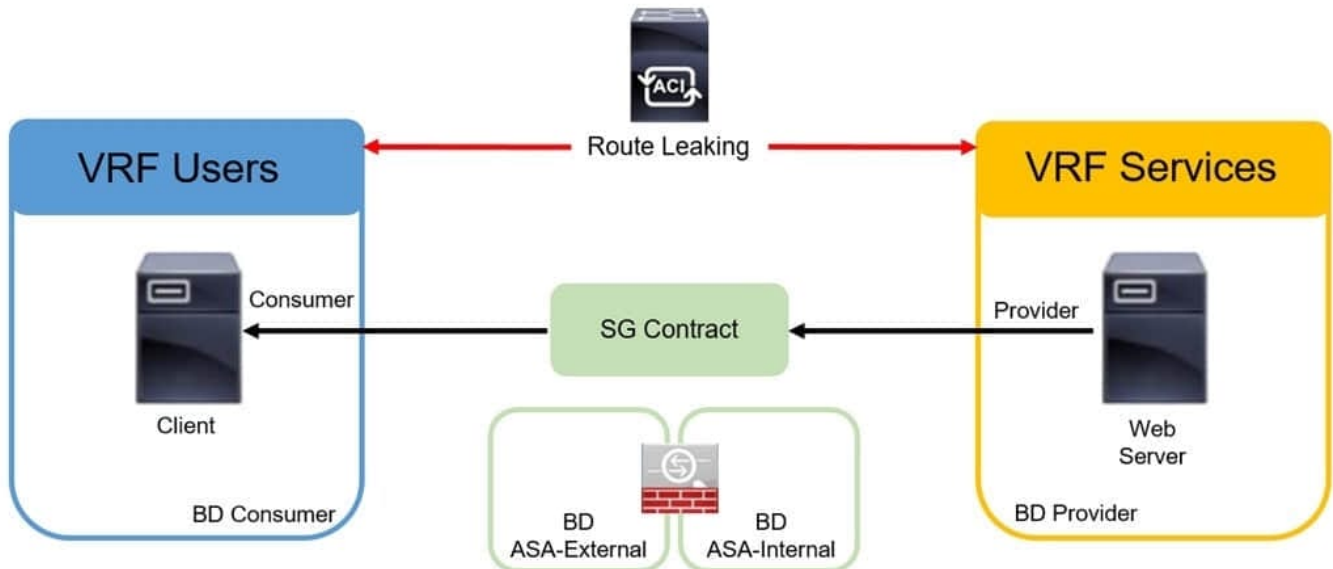 ACI
Route Leaking
VRF Users
VRF Services
Consumer
SG Contract
Provider
Client
Web
Server
BD Consumer
BD
ASA-External
BD
ASA-Internal
BD Provider